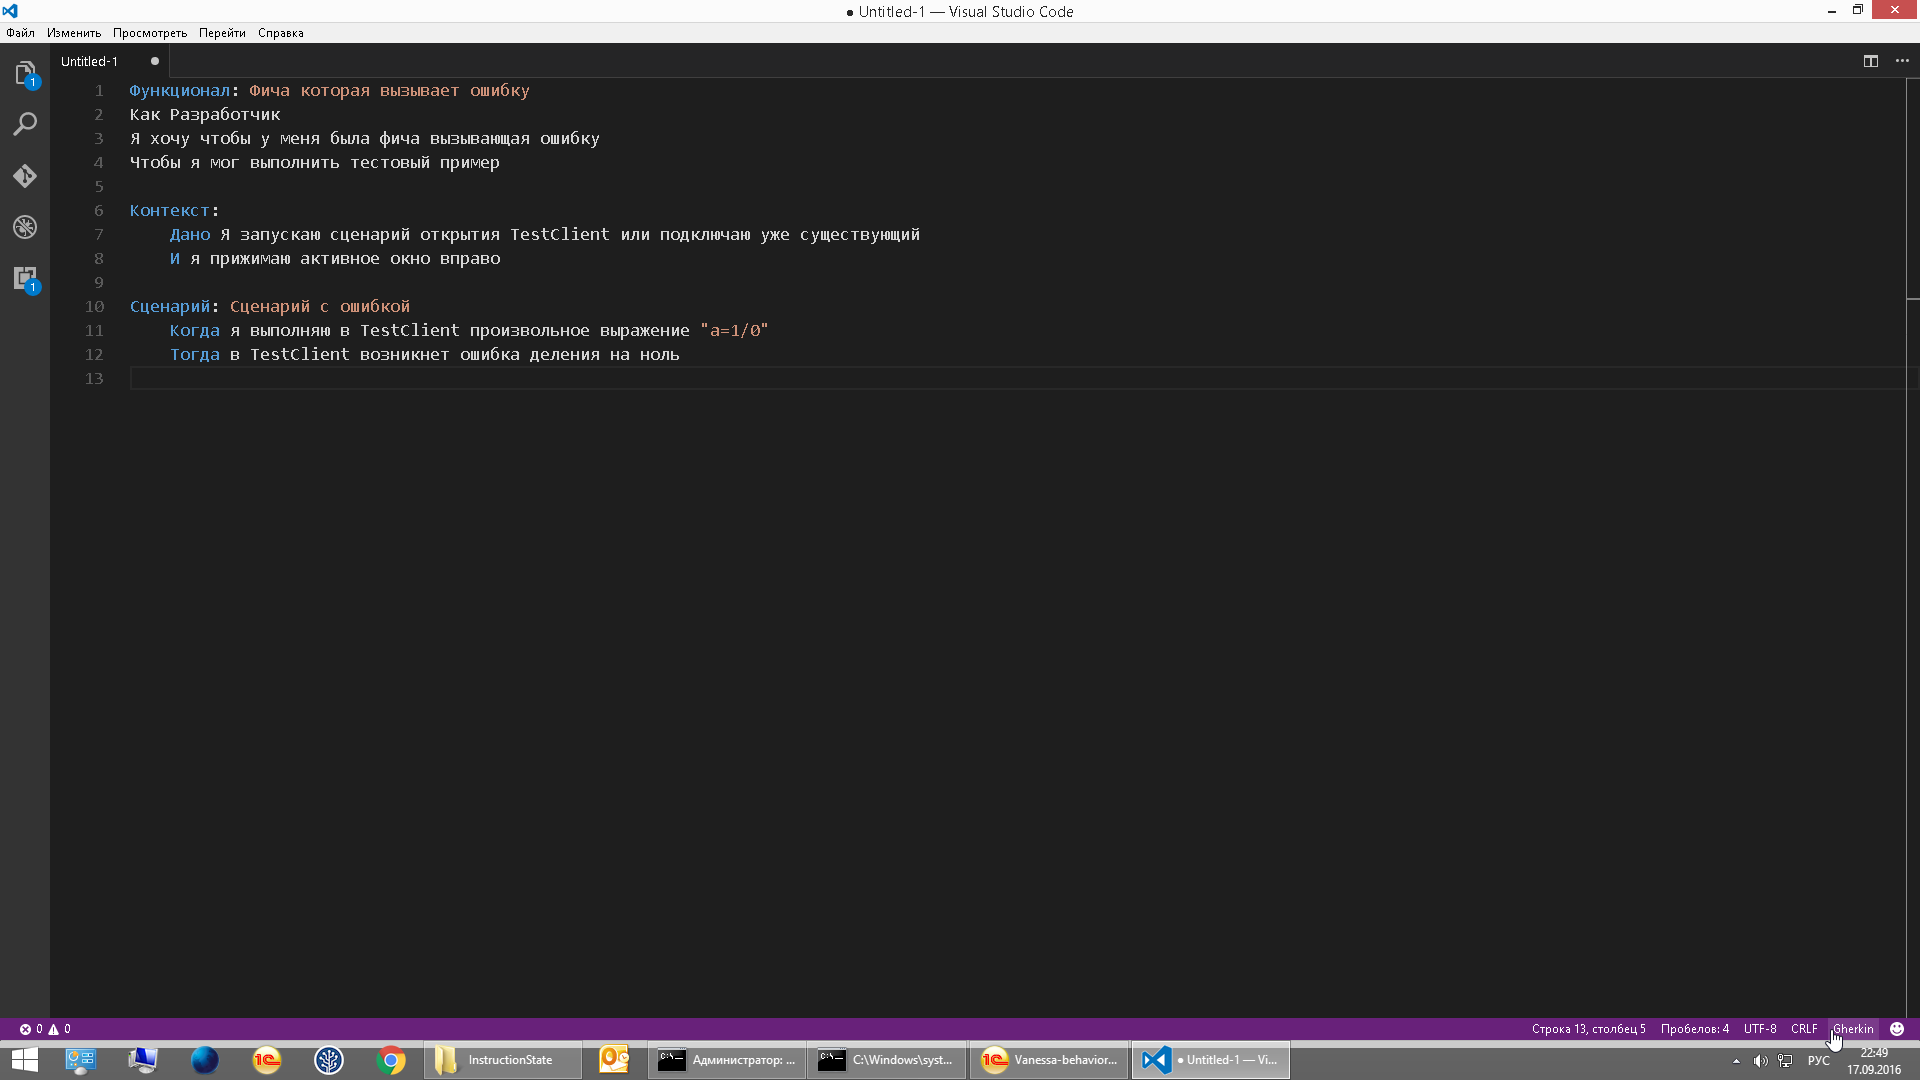 ● Untitled-1 — Visual Studio Code
Файл Изменить Просмотреть Перейти Справка
Untitled-1 ●
1 Функционал: Фича которая вызывает ошибку
2 Как Разработчик
3 Я хочу чтобы у меня была фича вызывающая ошибку
4 Чтобы я мог выполнить тестовый пример
5
6 Контекст:
7 Дано Я запускаю сценарий открытия TestClient или подключаю уже существующий
8 И я прижимаю активное окно вправо
9
10 Сценарий: Сценарий с ошибкой
11 Когда я выполняю в TestClient произвольное выражение "a=1/0"
12 Тогда в TestClient возникнет ошибка деления на ноль
13
1
1
0 0 Строка 13, столбец 5 Пробелов: 4 UTF-8 CRLF Gherkin
InstructionState Администратор: ... C:\Windows\syst... Vanessa-behavior... ● Untitled-1 — Vi... РУС 22:49
17.09.2016